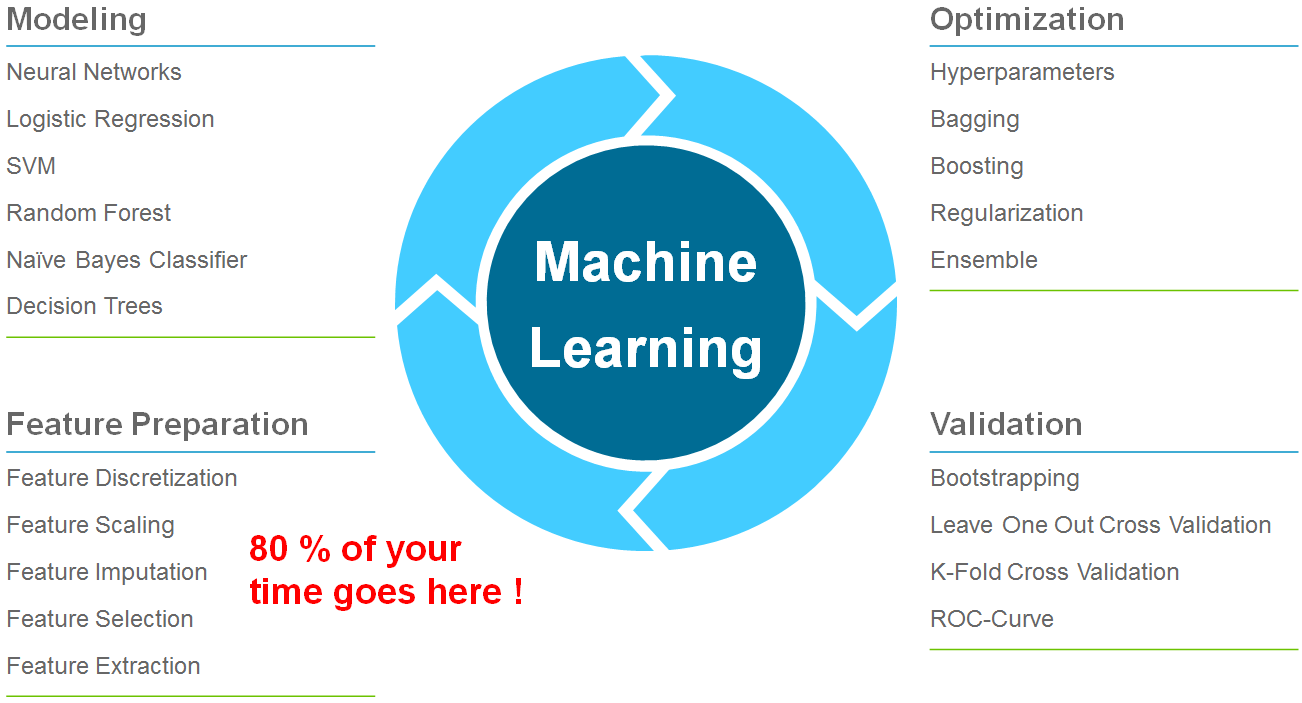 Modeling
Neural Networks
Logistic Regression
SVM
Random Forest
Naïve Bayes Classifier
Decision Trees
Optimization
Hyperparameters
Bagging
Boosting
Regularization
Ensemble
Machine
Learning
Feature Preparation
Feature Discretization
Feature Scaling
Feature Imputation
Feature Selection
Feature Extraction
80 % of your
time goes here !
Validation
Bootstrapping
Leave One Out Cross Validation
K-Fold Cross Validation
ROC-Curve